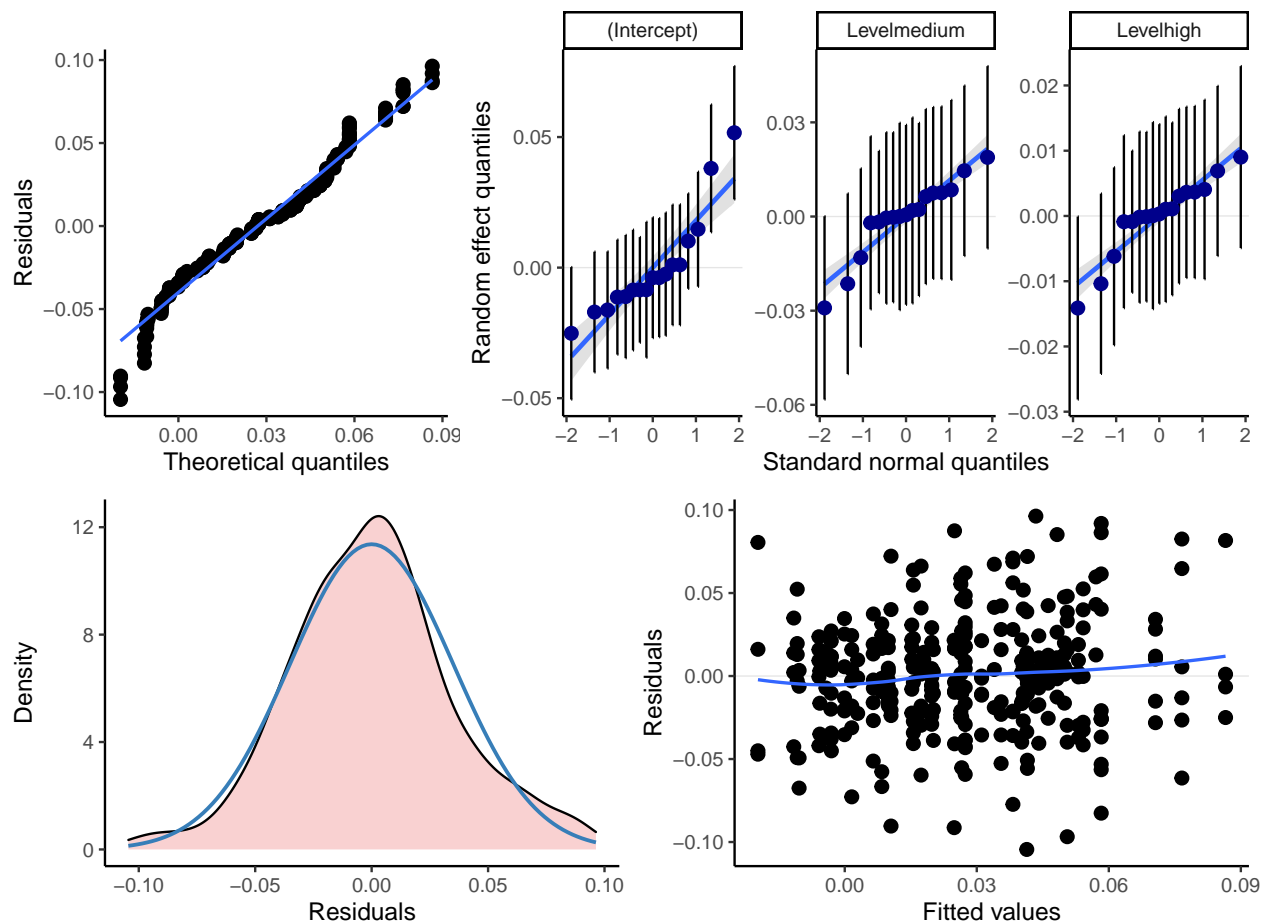 0.10
0.05
0.00
−0.05
−0.10
Residuals
0.00 0.03 0.06 0.09
Theoretical quantiles
(Intercept) Levelmedium Levelhigh
Random effect quantiles
0.05
0.00
−0.05
−2 −1 0 1 2
0.03
0.00
−0.03
−0.06
−2 −1 0 1 2
0.02
0.01
0.00
−0.01
−0.02
−0.03
−2 −1 0 1 2
Standard normal quantiles
12
8
4
0
Density
−0.10 −0.05 0.00 0.05 0.10
Residuals
0.10
0.05
0.00
−0.05
−0.10
Residuals
0.00 0.03 0.06 0.09
Fitted values